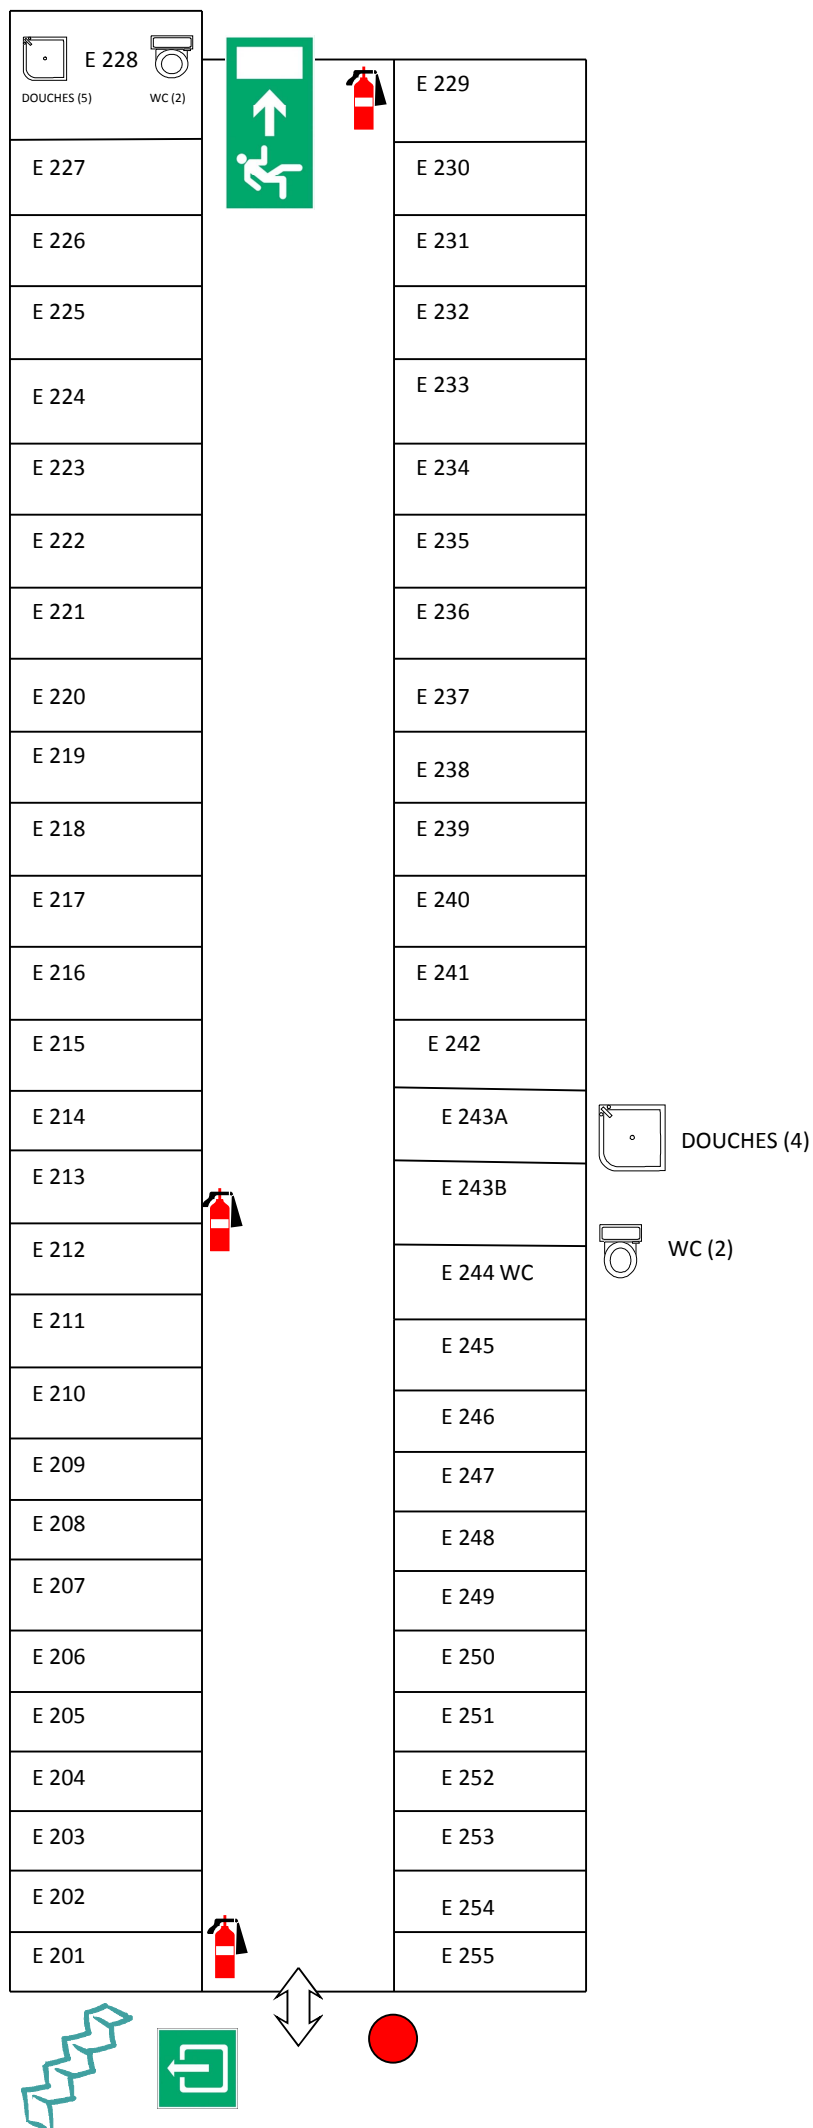 E 228
DOUCHES (5) WC (2)
E 227
E 226
E 225
E 224
E 223
E 222
E 221
E 220
E 219
E 218
E 217
E 216
E 215
E 214
E 213
E 212
E 211
E 210
E 209
E 208
E 207
E 206
E 205
E 204
E 203
E 202
E 201
E 229
E 230
E 231
E 232
E 233
E 234
E 235
E 236
E 237
E 238
E 239
E 240
E 241
E 242
E 243A
E 243B
E 244 WC
E 245
E 246
E 247
E 248
E 249
E 250
E 251
E 252
E 253
E 254
E 255
DOUCHES (4)
WC (2)